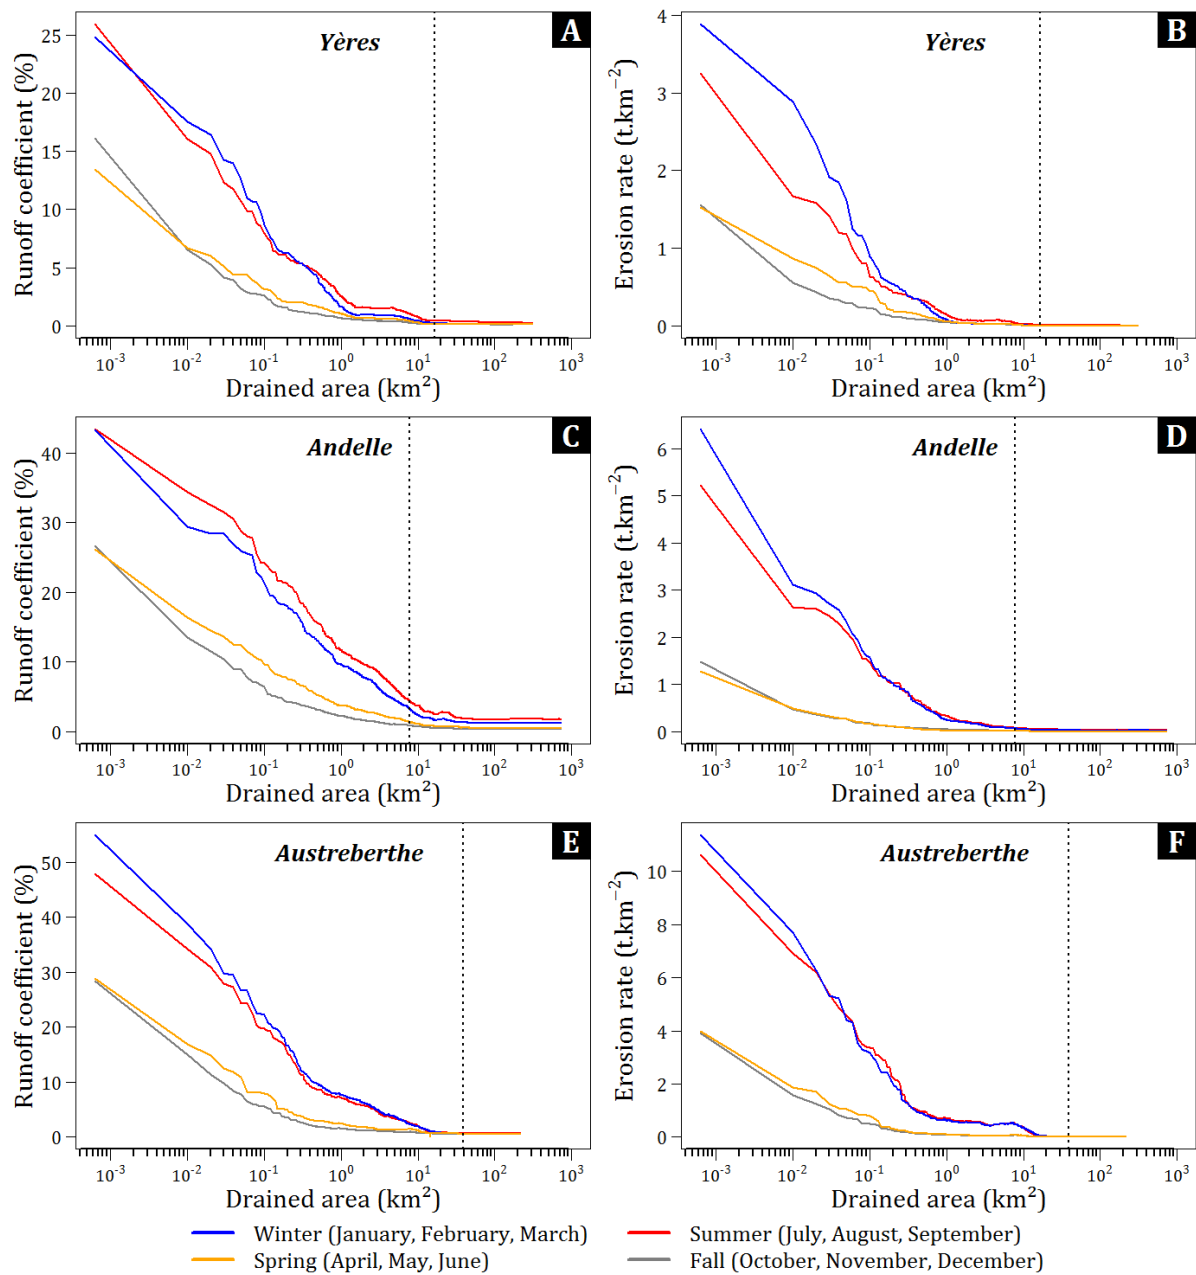 A
Yères
Runoff coefficient (%)
25
20
15
10
5
0
10⁻³ 10⁻² 10⁻¹ 10⁰ 10¹ 10² 10³
Drained area (km²)
B
Yères
Erosion rate (t.km⁻²)
4
3
2
1
0
10⁻³ 10⁻² 10⁻¹ 10⁰ 10¹ 10² 10³
Drained area (km²)
C
Andelle
Runoff coefficient (%)
40
30
20
10
0
10⁻³ 10⁻² 10⁻¹ 10⁰ 10¹ 10² 10³
Drained area (km²)
D
Andelle
Erosion rate (t.km⁻²)
6
5
4
3
2
1
0
10⁻³ 10⁻² 10⁻¹ 10⁰ 10¹ 10² 10³
Drained area (km²)
E
Austreberthe
Runoff coefficient (%)
50
40
30
20
10
0
10⁻³ 10⁻² 10⁻¹ 10⁰ 10¹ 10² 10³
Drained area (km²)
F
Austreberthe
Erosion rate (t.km⁻²)
10
8
6
4
2
0
10⁻³ 10⁻² 10⁻¹ 10⁰ 10¹ 10² 10³
Drained area (km²)
Winter (January, February, March)
Summer (July, August, September)
Spring (April, May, June)
Fall (October, November, December)